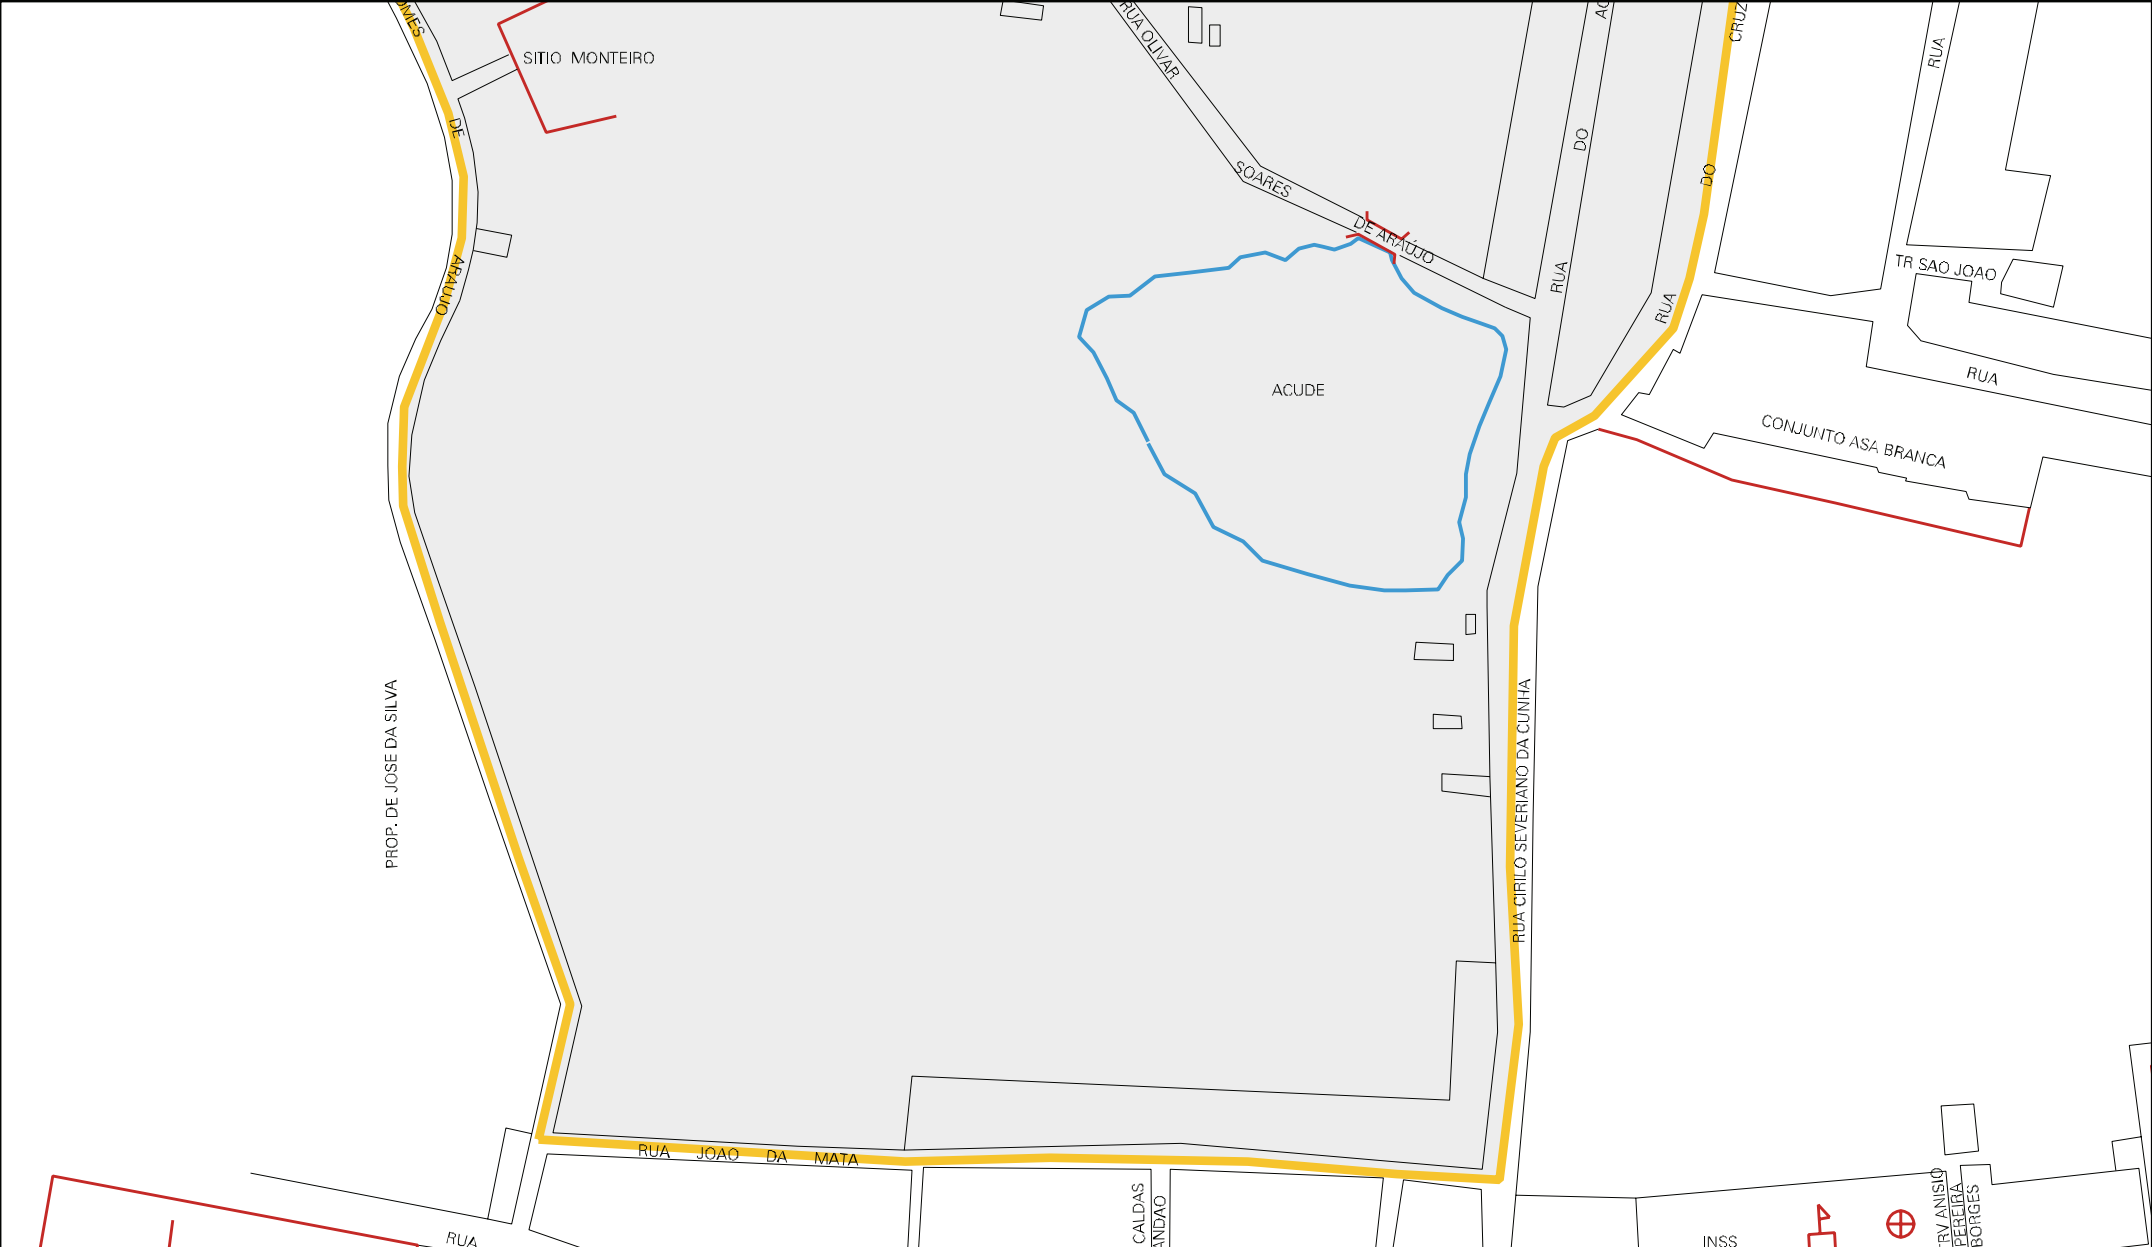 SITIO MONTEIRO
RUA OLIVAR
SOARES
DE ARAÚJO
DE
ARAUJO
DO
RUA
CRUZ
DO
RUA
RUA
TR SAO JOAO
RUA
CONJUNTO ASA BRANCA
ACUDE
PROP. DE JOSE DA SILVA
RUA CIRILO SEVERIANO DA CUNHA
RUA JOAO DA MATA
RUA
CALDAS
TRV ANISIO
PEREIRA
BORGES
INSS